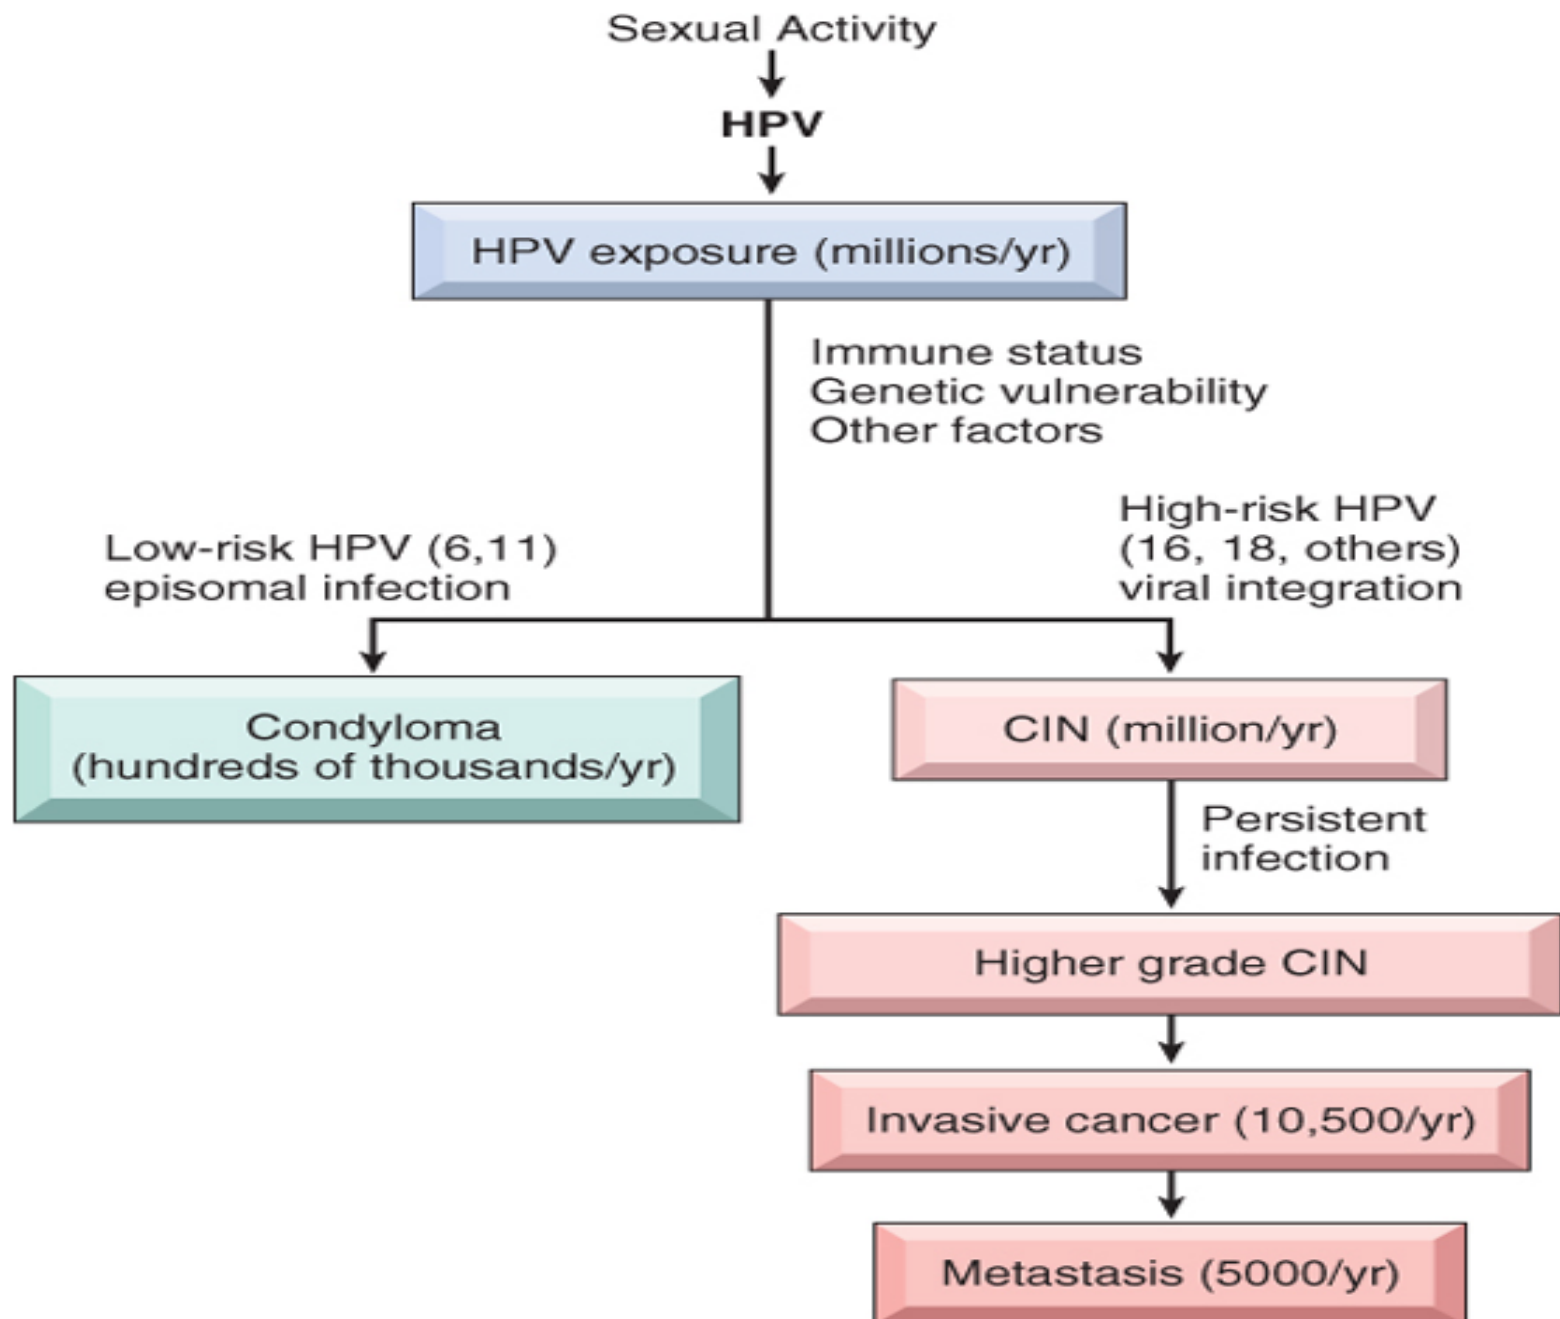 Sexual Activity
HPV
HPV exposure (millions/yr)
Immune status
Genetic vulnerability
Other factors
Low-risk HPV (6,11)
episomal infection
High-risk HPV
(16, 18, others)
viral integration
Condyloma
(hundreds of thousands/yr)
CIN (million/yr)
Persistent
infection
Higher grade CIN
Invasive cancer (10,500/yr)
Metastasis (5000/yr)